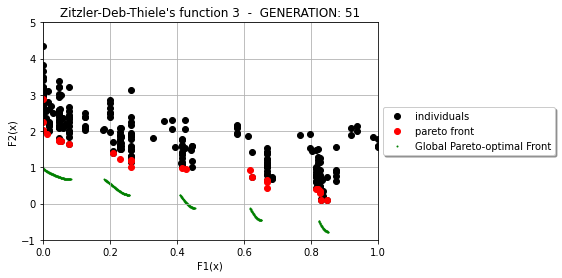 Zitzler-Deb-Thiele's function 3 - GENERATION: 51
5
4
3
2
1
0
−1
F2(x)
0.0 0.2 0.4 0.6 0.8 1.0
F1(x)
individuals
pareto front
Global Pareto-optimal Front